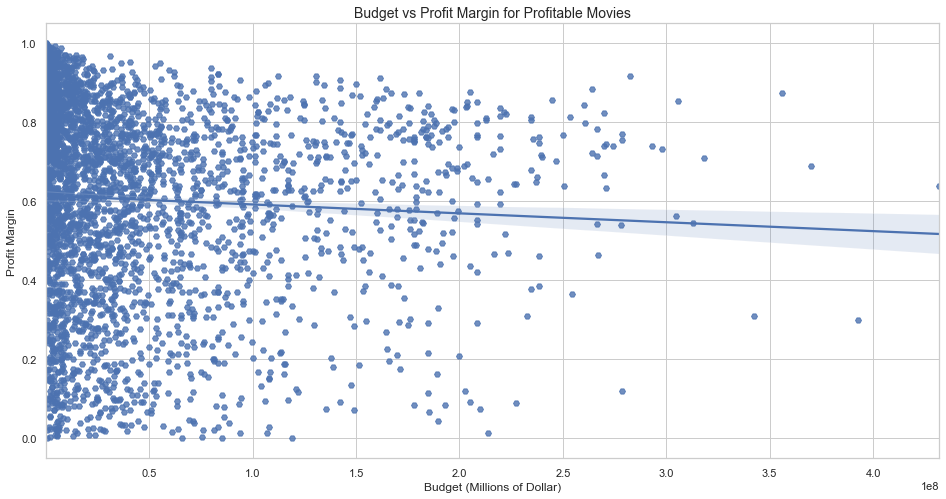 Budget vs Profit Margin for Profitable Movies
1.0
0.8
0.6
0.4
0.2
0.0
Profit Margin
0.5 1.0 1.5 2.0 2.5 3.0 3.5 4.0
1e8
Budget (Millions of Dollar)